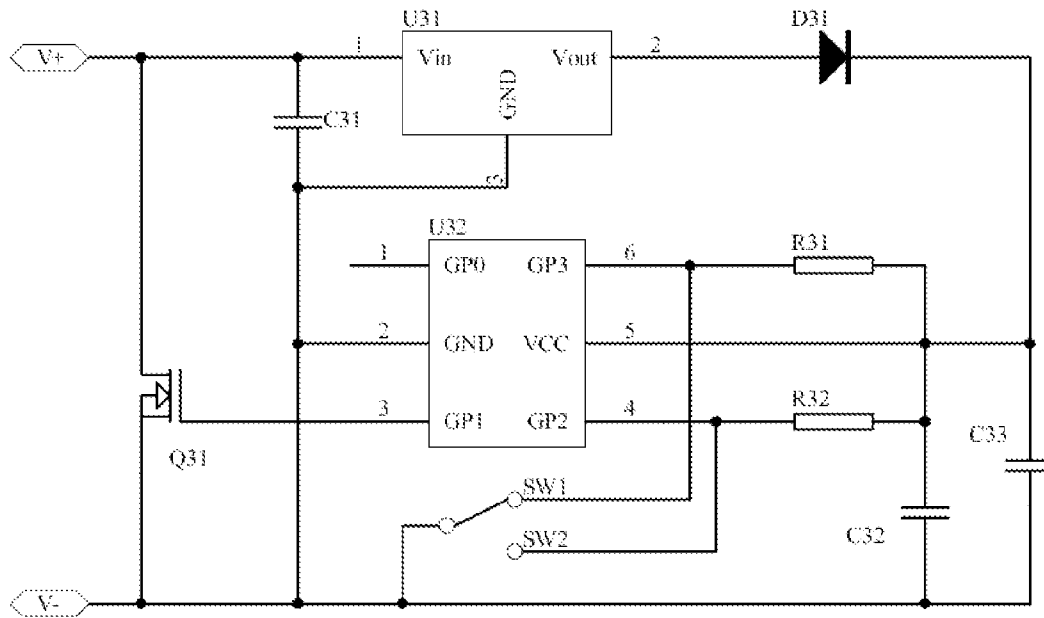 U31
D31
V+
1
Vin
Vout
2
GND
C31
3
U32
R31
1
GP0
GP3
6
2
GND
VCC
5
R32
3
GP1
GP2
4
C33
Q31
SW1
SW2
C32
V-